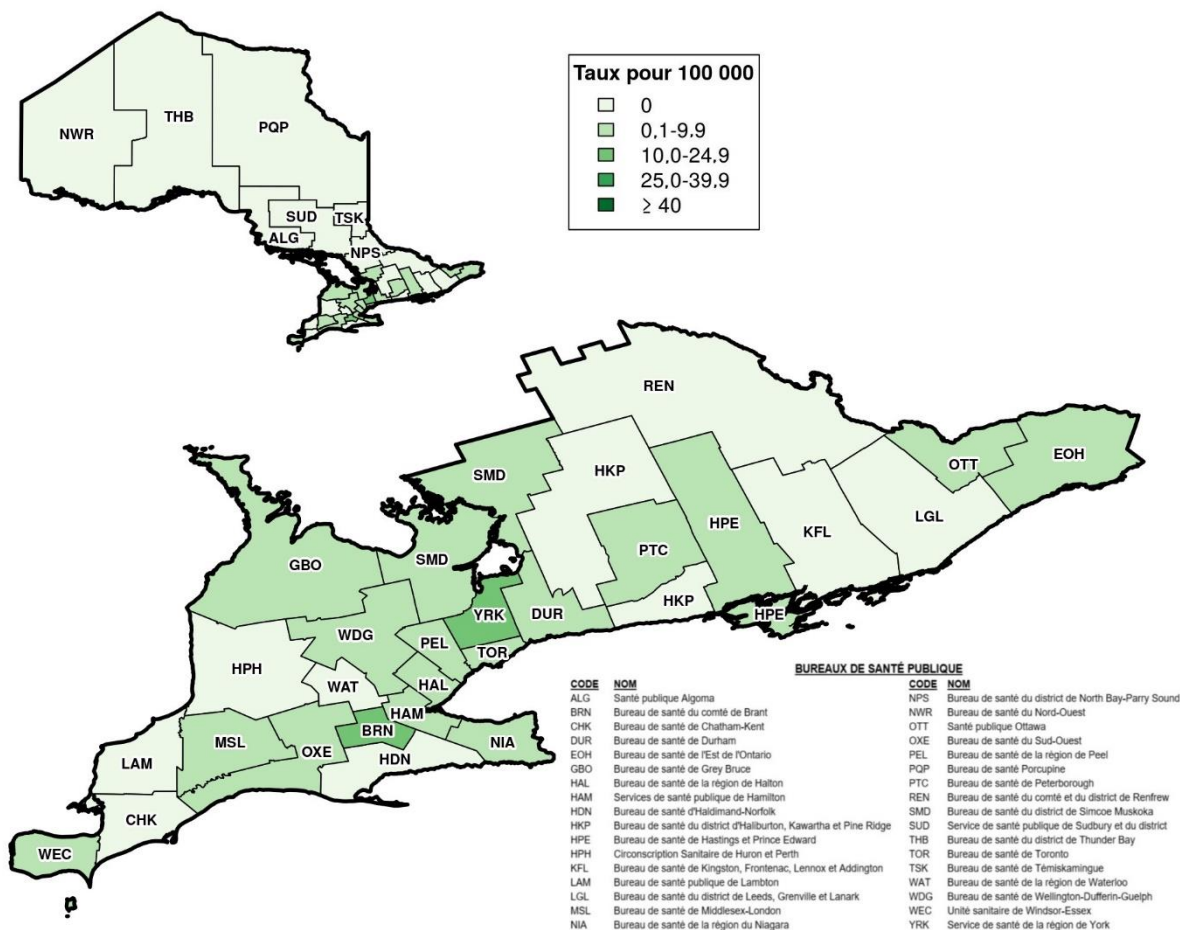 Taux pour 100 000
0
0,1-9,9
10,0-24,9
25,0-39,9
≥ 40
NWR
THB
PQP
SUD
TSK
ALG
NPS
REN
SMD
HKP
OTT
EOH
HPE
LGL
PTC
KFL
GBO
SMD
HKP
YRK
DUR
HPE
WDG
PEL
TOR
HPH
WAT
HAL
HAM
BRN
MSL
OXE
NIA
LAM
HDN
CHK
WEC
BUREAUX DE SANTÉ PUBLIQUE
CODE NOM
ALG Santé publique Algoma
BRN Bureau de santé du comté de Brant
CHK Bureau de santé de Chatham-Kent
DUR Bureau de santé de Durham
EOH Bureau de santé de l'Est de l'Ontario
GBO Bureau de santé de Grey Bruce
HAL Bureau de santé de la région de Halton
HAM Services de santé publique de Hamilton
HDN Bureau de santé d'Haldimand-Norfolk
HKP Bureau de santé du district d'Haliburton, Kawartha et Pine Ridge
HPE Bureau de santé de Hastings et Prince Edward
HPH Circonscription Sanitaire de Huron et Perth
KFL Bureau de santé de Kingston, Frontenac, Lennox et Addington
LAM Bureau de santé publique de Lambton
LGL Bureau de santé du district de Leeds, Grenville et Lanark
MSL Bureau de santé de Middlesex-London
NIA Bureau de santé de la région du Niagara
CODE NOM
NPS Bureau de santé du district de North Bay-Parry Sound
NWR Bureau de santé du Nord-Ouest
OTT Santé publique Ottawa
OXE Bureau de santé du Sud-Ouest
PEL Bureau de santé de la région de Peel
PQP Bureau de santé Porcupine
PTC Bureau de santé de Peterborough
REN Bureau de santé du comté et du district de Renfrew
SMD Bureau de santé du district de Simcoe Muskoka
SUD Service de santé publique de Sudbury et du district
THB Bureau de santé du district de Thunder Bay
TOR Bureau de santé de Toronto
TSK Bureau de santé de Témiskamingue
WAT Bureau de santé de la région de Waterloo
WDG Bureau de santé de Wellington-Dufferin-Guelph
WEC Unité sanitaire de Windsor-Essex
YRK Service de santé de la région de York